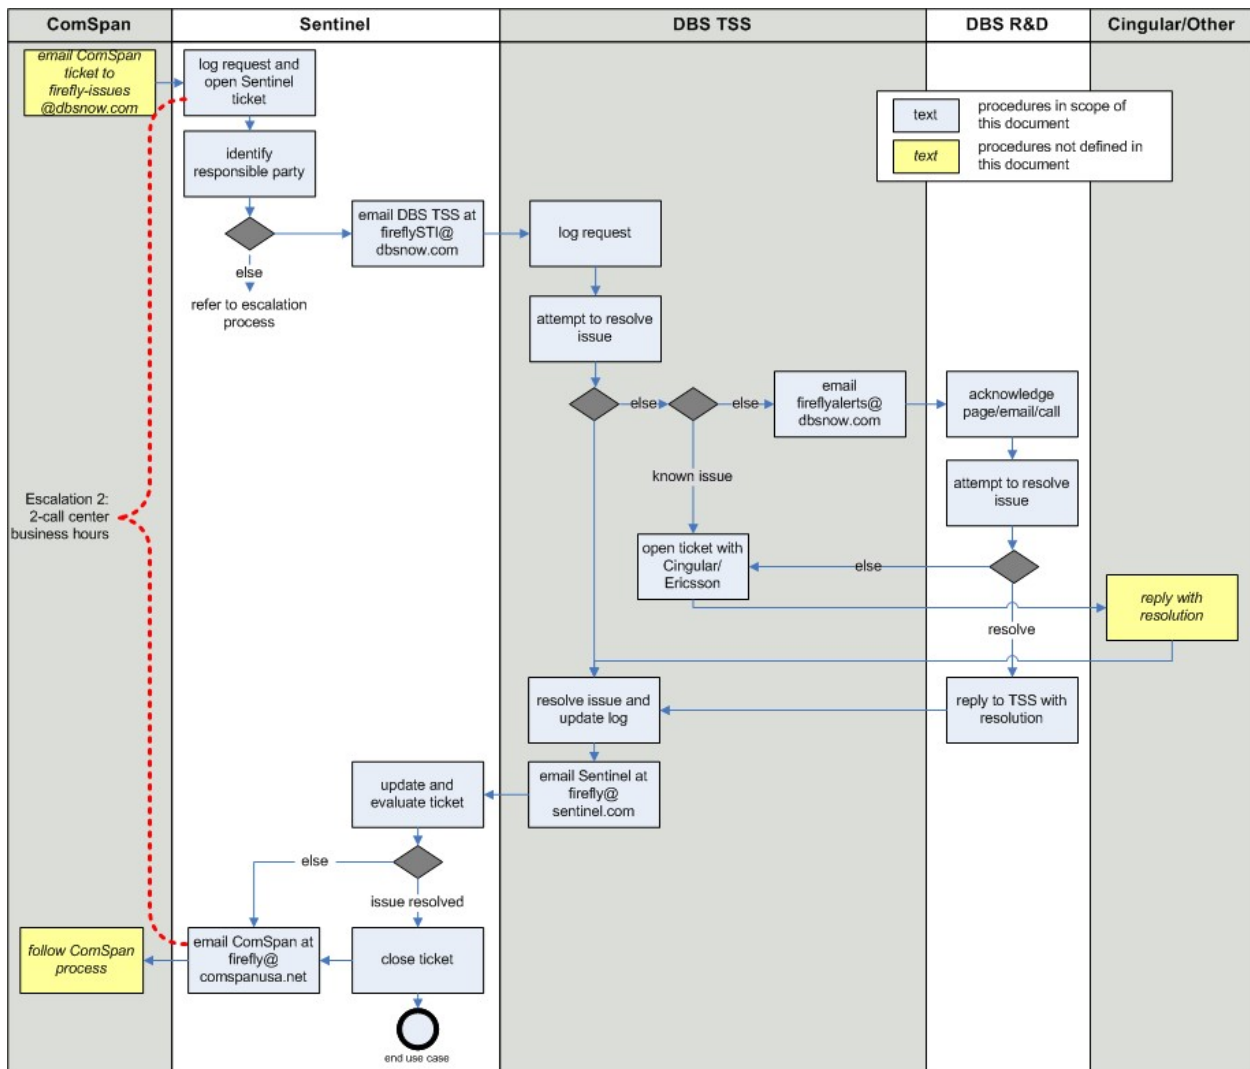 ComSpan
Sentinel
DBS TSS
DBS R&D
Cingular/Other
email ComSpan
ticket to
firefly-issues
@dbsnow.com
log request and
open Sentinel
ticket
text
procedures in scope of
this document
text
procedures not defined in
this document
identify
responsible party
email DBS TSS at
fireflySTI@
dbsnow.com
log request
else
refer to escalation
process
attempt to resolve
issue
else
else
email
fireflyalerts@
dbsnow.com
acknowledge
page/email/call
known issue
attempt to resolve
issue
Escalation 2:
2-call center
business hours
open ticket with
Cingular/
Ericsson
else
reply with
resolution
resolve
resolve issue and
update log
reply to TSS with
resolution
email Sentinel at
firefly@
sentinel.com
update and
evaluate ticket
else
issue resolved
follow ComSpan
process
email ComSpan at
firefly@
comspanusa.net
close ticket
end use case